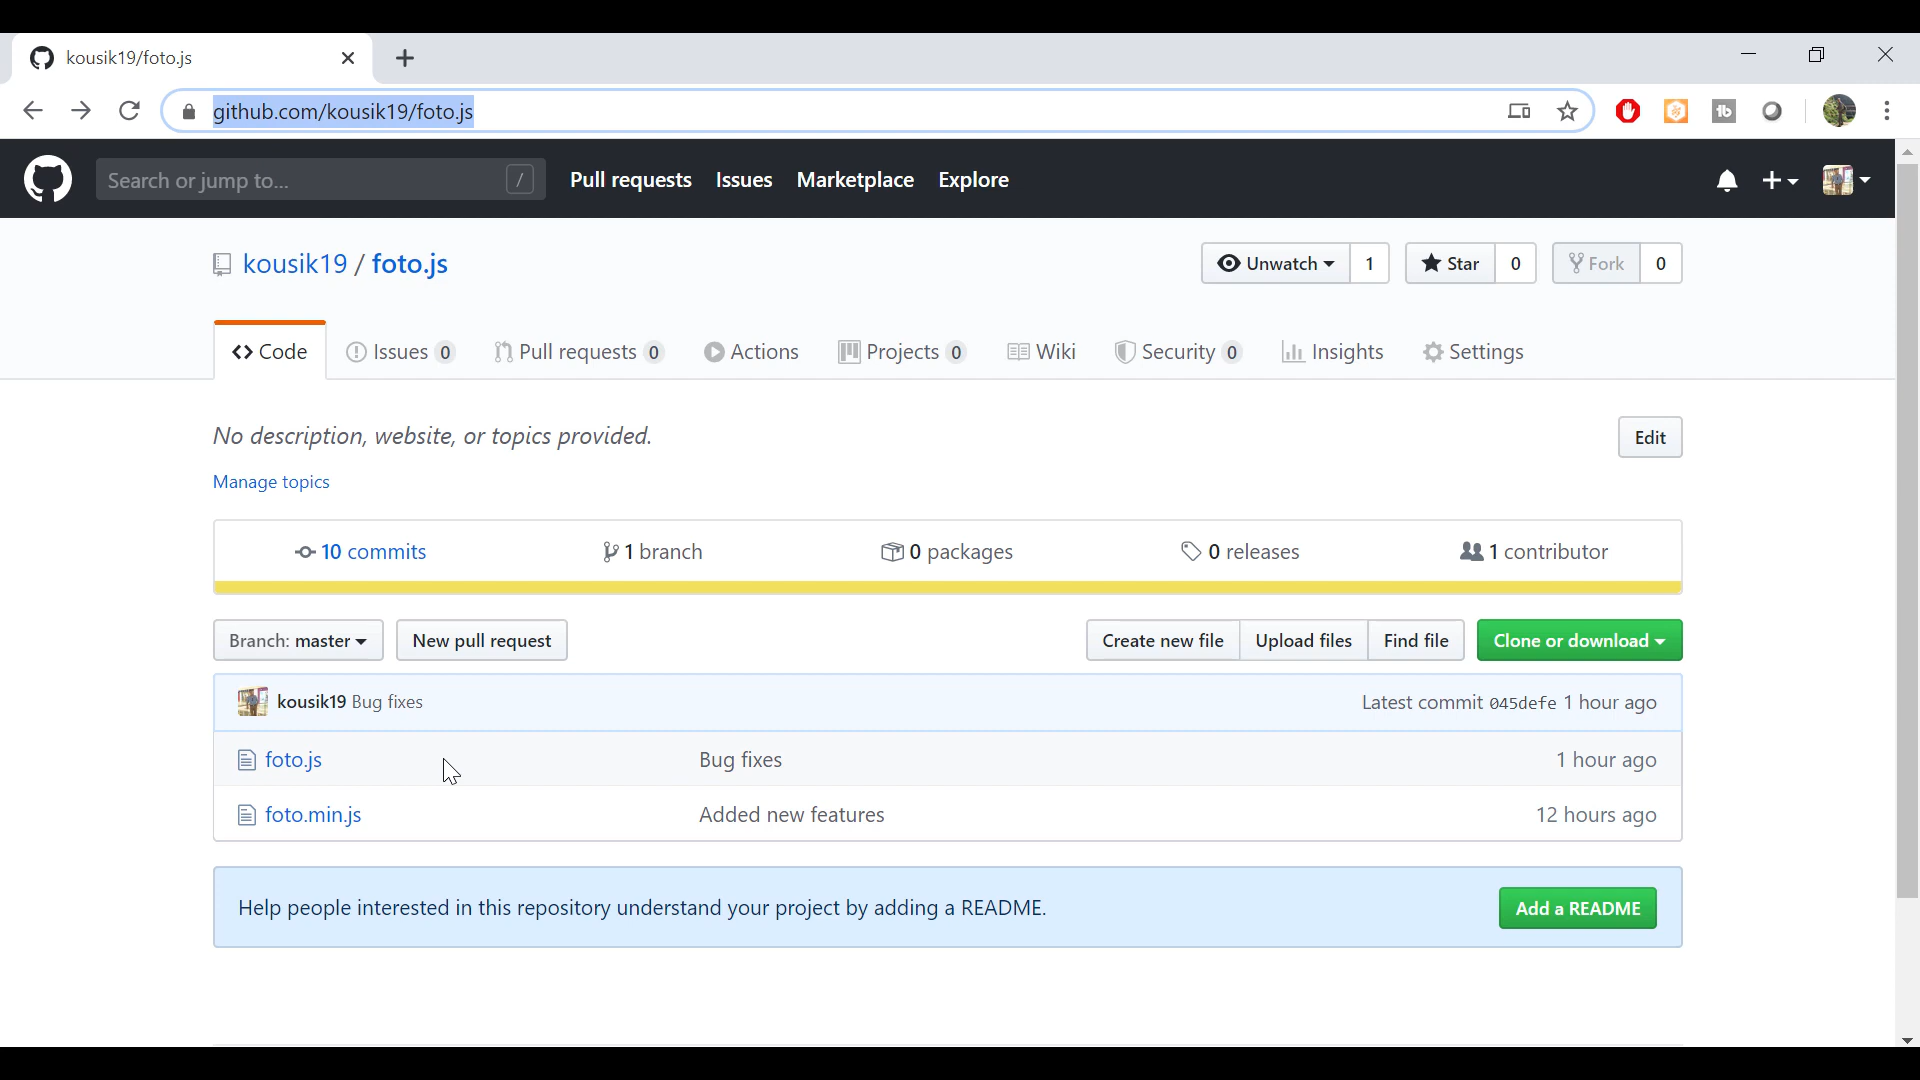 kousik19/foto.js
github.com/kousik19/foto.js
Search or jump to... / Pull requests Issues Marketplace Explore
kousik19 / foto.js Unwatch 1 Star 0 Fork 0
Code Issues 0 Pull requests 0 Actions Projects 0 Wiki Security 0 Insights Settings
No description, website, or topics provided. Edit
Manage topics
10 commits 1 branch 0 packages 0 releases 1 contributor
Branch: master New pull request Create new file Upload files Find file Clone or download
kousik19 Bug fixes Latest commit 045defe 1 hour ago
foto.js Bug fixes 1 hour ago
foto.min.js Added new features 12 hours ago
Help people interested in this repository understand your project by adding a README. Add a README